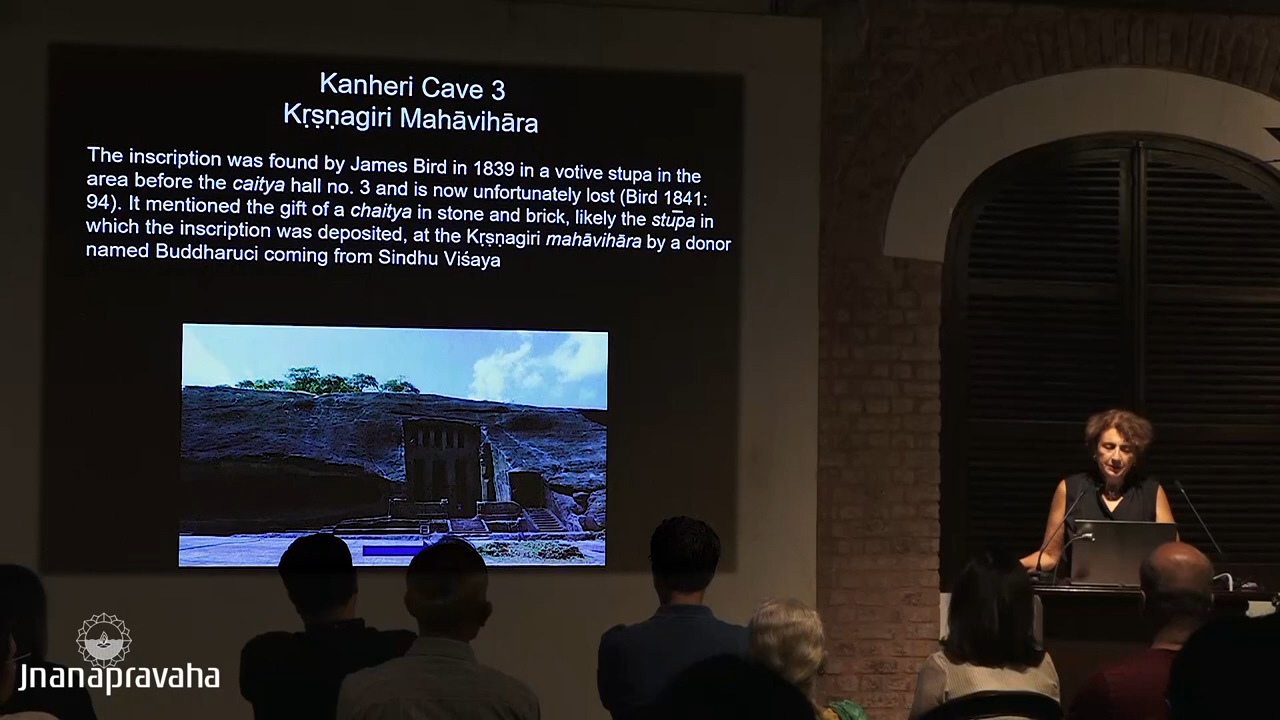 Kanheri Cave 3
Kṛṣṇagiri Mahāvihāra
The inscription was found by James Bird in 1839 in a votive stupa in the
area before the caitya hall no. 3 and is now unfortunately lost (Bird 1841:
94). It mentioned the gift of a chaitya in stone and brick, likely the stūpa in
which the inscription was deposited, at the Kṛṣṇagiri mahāvihāra by a donor
named Buddharuci coming from Sindhu Viśaya
Jnanapravaha